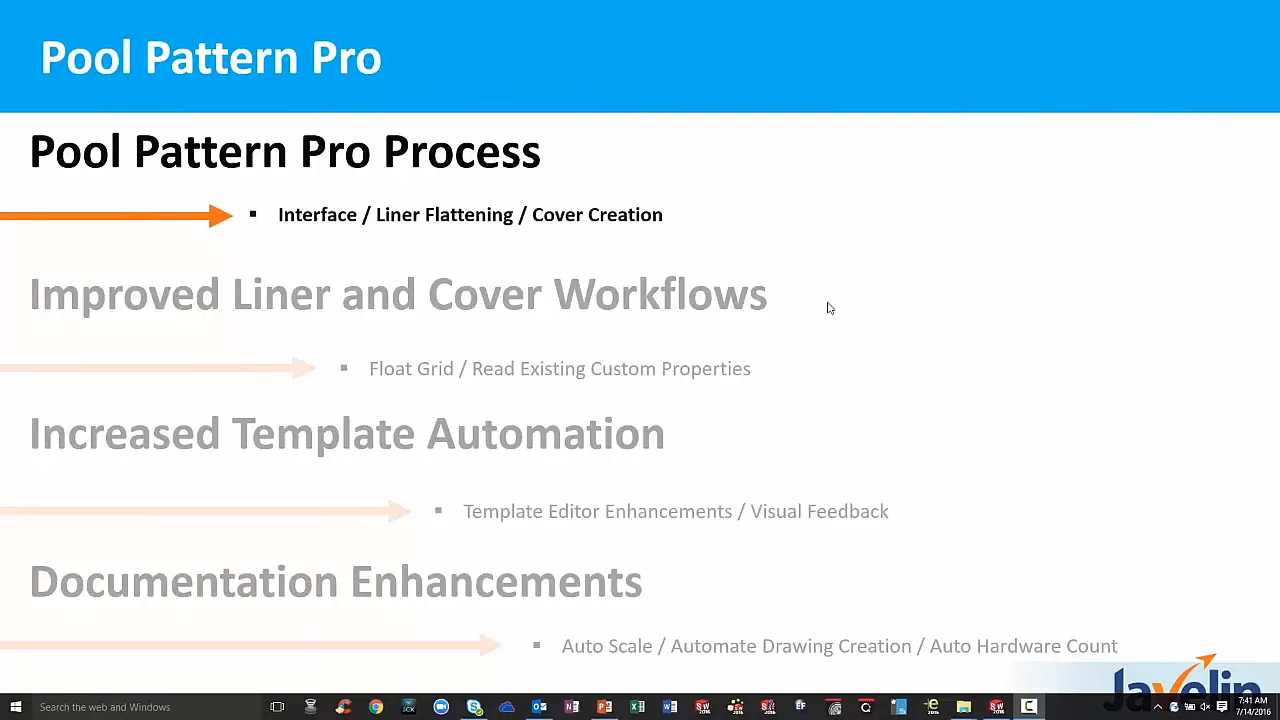 Pool Pattern Pro
Pool Pattern Pro Process
▪ Interface / Liner Flattening / Cover Creation
Improved Liner and Cover Workflows
▪ Float Grid / Read Existing Custom Properties
Increased Template Automation
▪ Template Editor Enhancements / Visual Feedback
Documentation Enhancements
▪ Auto Scale / Automate Drawing Creation / Auto Hardware Count
Javelin
Search the web and Windows
7:41 AM
7/14/2016